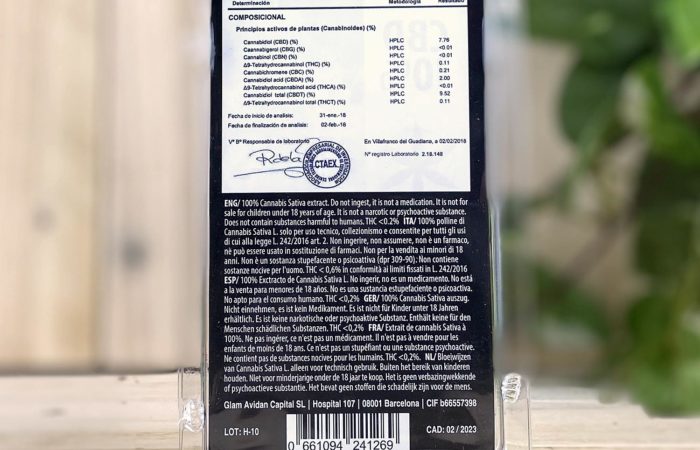 Determinación Metodología Resultado
COMPOSICIONAL
Principios activos de plantas (Canabinoides) (%)
Cannabidiol (CBD) (%) HPLC 7.76
Cannabigerol (CBG) (%) HPLC <0.01
Cannabinol (CBN) (%) HPLC <0.01
Δ9-Tetrahydrocannabinol (THC) (%) HPLC 0.11
Cannabichromene (CBC) (%) HPLC 0.21
Cannabidiol acid (CBDA) (%) HPLC 2.00
Δ9-Tetrahydrocannabinol acid (THCA) (%) HPLC <0.01
Cannabidiol total (CBDT) (%) HPLC 9.52
Δ9-Tetrahydrocannabinol total (THCT) (%) HPLC 0.11
Fecha de inicio de análisis: 31-ene.-18
Fecha de finalización de análisis: 02-feb.-18
Vº Bº Responsable de laboratorio En Villafranco del Guadiana, a 02/02/2018
Nº registro Laboratorio 2.18.148
CTAEX
ENG/ 100% Cannabis Sativa extract. Do not ingest, it is not a medication. It is not for
sale for children under 18 years of age. It is not a narcotic or psychoactive substance.
Does not contain substances harmful to humans. THC <0.2% ITA/ 100% polline di
Cannabis Sativa L. solo per uso tecnico, collezionismo e consentite per tutti gli usi
di cui alla legge L. 242/2016 art. 2. Non ingerire, non assumere, non è un farmaco,
nè può essere usato in sostituzione di farmaci. Non per la vendita ai minori di 18
anni. Non è un sostanza stupefacente o psicoattiva (dpr 309-90): Non contiene
sostanze nocive per l'uomo. THC < 0,6% in conformità ai limiti fissati in L. 242/2016
ESP/ 100% Exctracto de Cannabis Sativa L. No ingerir, no es un medicamento. No está
a la venta para menores de 18 años. No es una sustancia estupefaciente o psicoactiva.
No apto para el consumo humano. THC <0,2% GER/ 100% Cannabis Sativa auszug.
Nicht einnehmen, es ist kein Medikament. Es ist nicht für Kinder unter 18 Jahren
erhältlich. Es ist keine narkotische oder psychoaktive Substanz. Enthält keine für den
Menschen schädlichen Substanzen. THC <0,2% FRA/ Extrait de cannabis Sativa à
100%. Ne pas ingérer, ce n'est pas un médicament. Il n'est pas à vendre pour les
enfants de moins de 18 ans. Ce n'est pas un stupéfiant ou une substance psychoactive.
Ne contient pas de substances nocives pour les humains. THC <0,2%. NL/ Bloeiwijzen
van Cannabis Sativa L. alleen voor technisch gebruik. Buiten het bereik van kinderen
houden. Niet voor minderjarige onder de 18 jaar te koop. Het is geen verbazingwekkende
of psychoactieve substantie. Het bevat geen stoffen die schadelijk zijn voor de mens.
Glam Avidan Capital SL | Hospital 107 | 08001 Barcelona | CIF b66557398
LOT: H-10 CAD: 02 / 2023
0 661094 241269